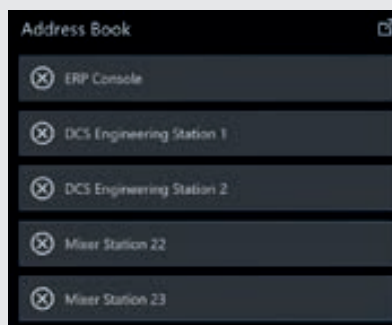 Address Book
ERP Console
DCS Engineering Station 1
DCS Engineering Station 2
Mixer Station 22
Mixer Station 23